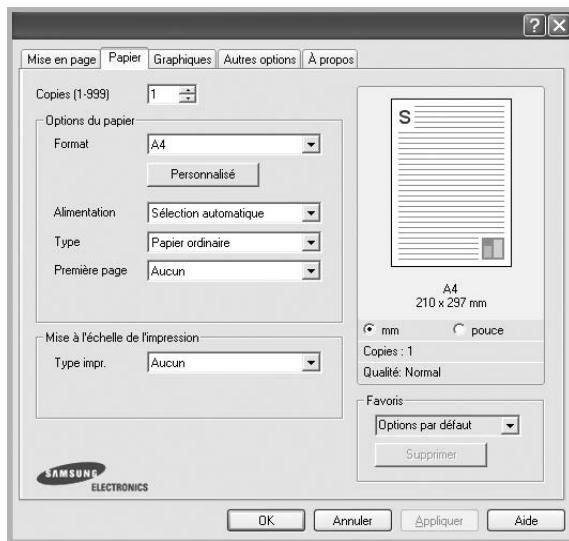 Mise en page Papier Graphiques Autres options À propos
Copies (1-999) 1
Options du papier
Format A4
Personnalisé
Alimentation Sélection automatique
Type Papier ordinaire
Première page Aucun
Mise à l'échelle de l'impression
Type impr. Aucun
SAMSUNG
ELECTRONICS
S
A4
210 x 297 mm
mm pouce
Copies : 1
Qualité: Normal
Favoris
Options par défaut
Supprimer
OK Annuler Appliquer Aide